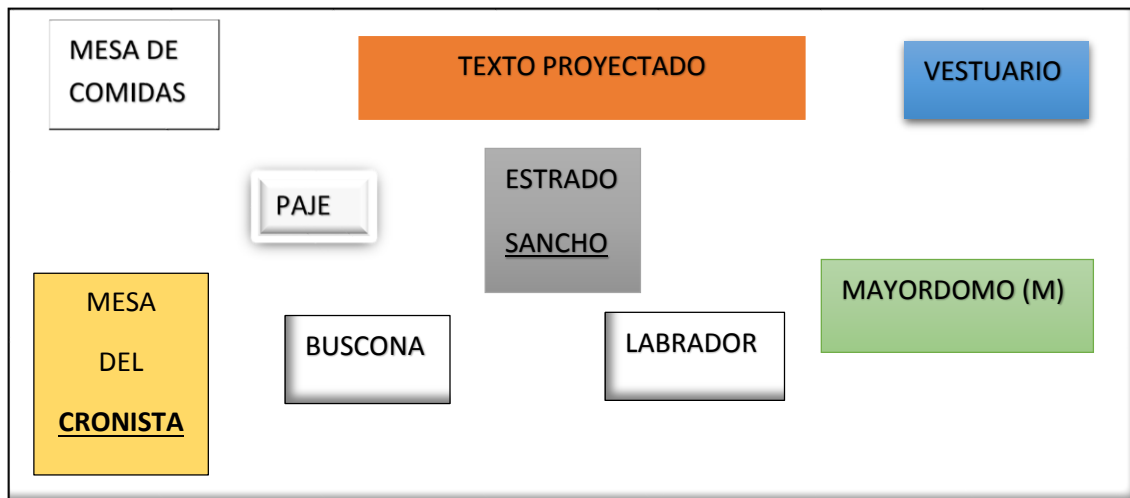 MESA DE
COMIDAS
TEXTO PROYECTADO
VESTUARIO
PAJE
ESTRADO
SANCHO
MESA
DEL
CRONISTA
BUSCONA
LABRADOR
MAYORDOMO (M)